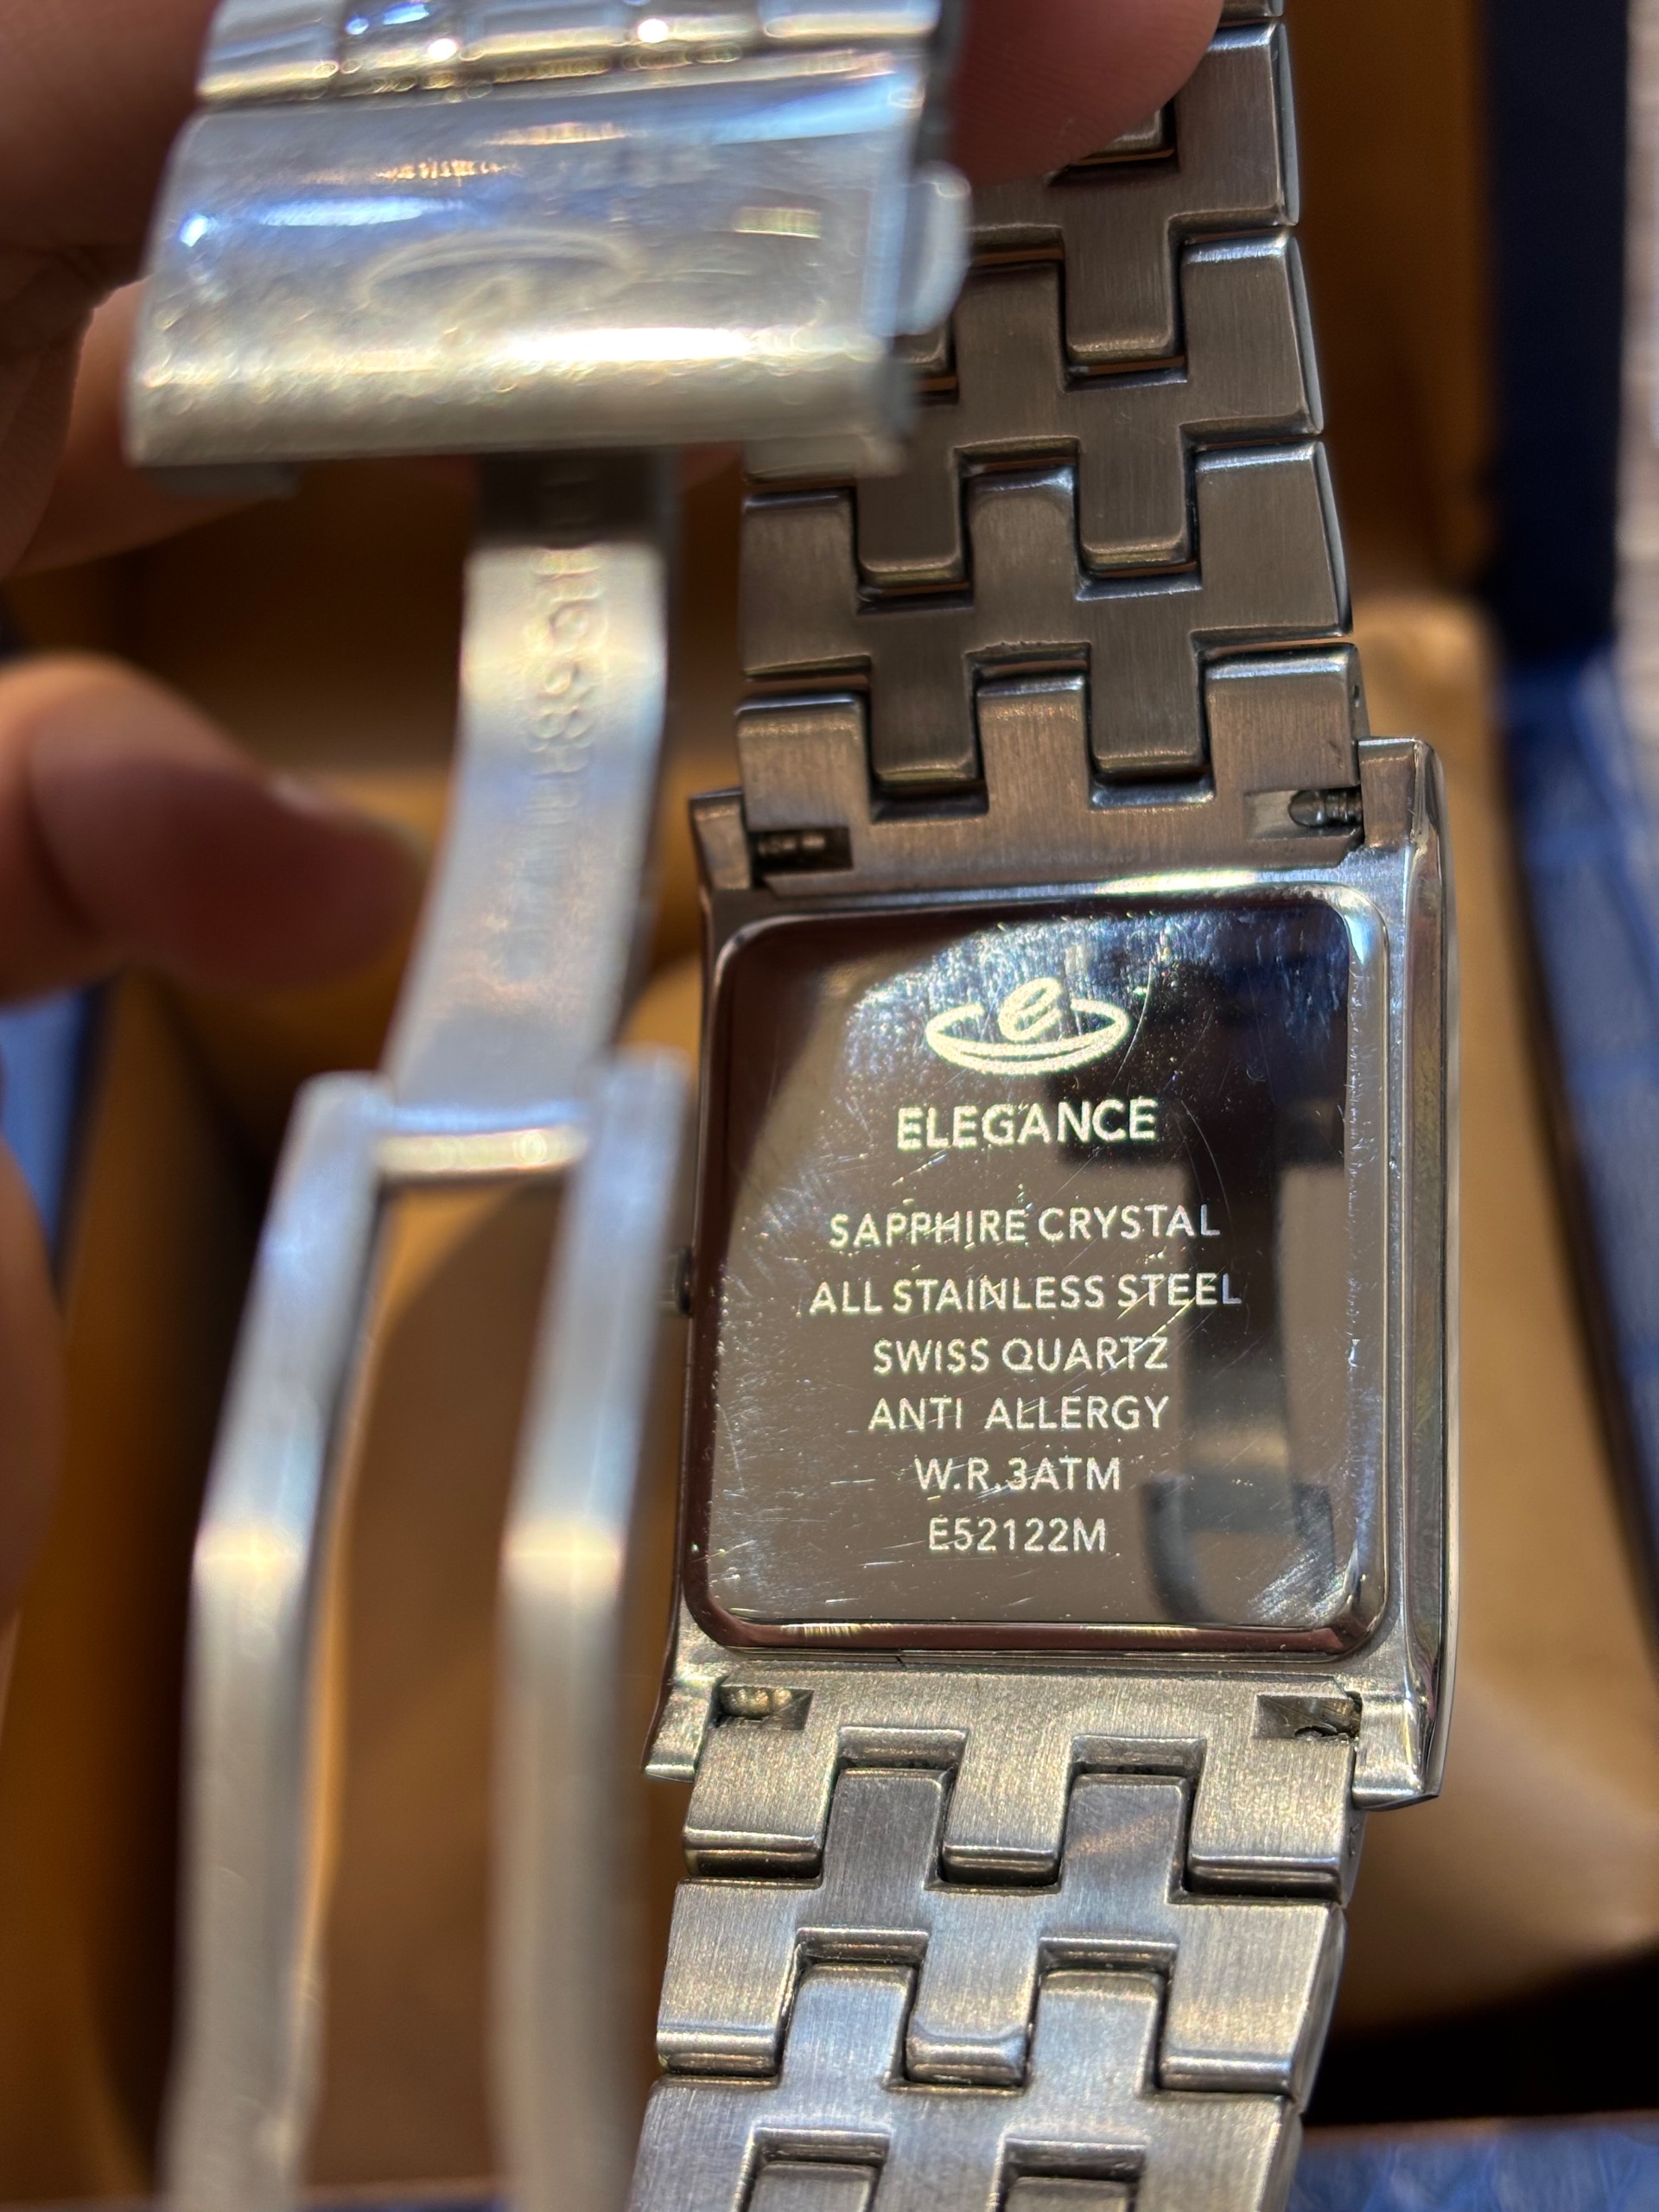 e
ELEGANCE
SAPPHIRE CRYSTAL
ALL STAINLESS STEEL
SWISS QUARTZ
ANTI ALLERGY
W.R.3ATM
E52122M